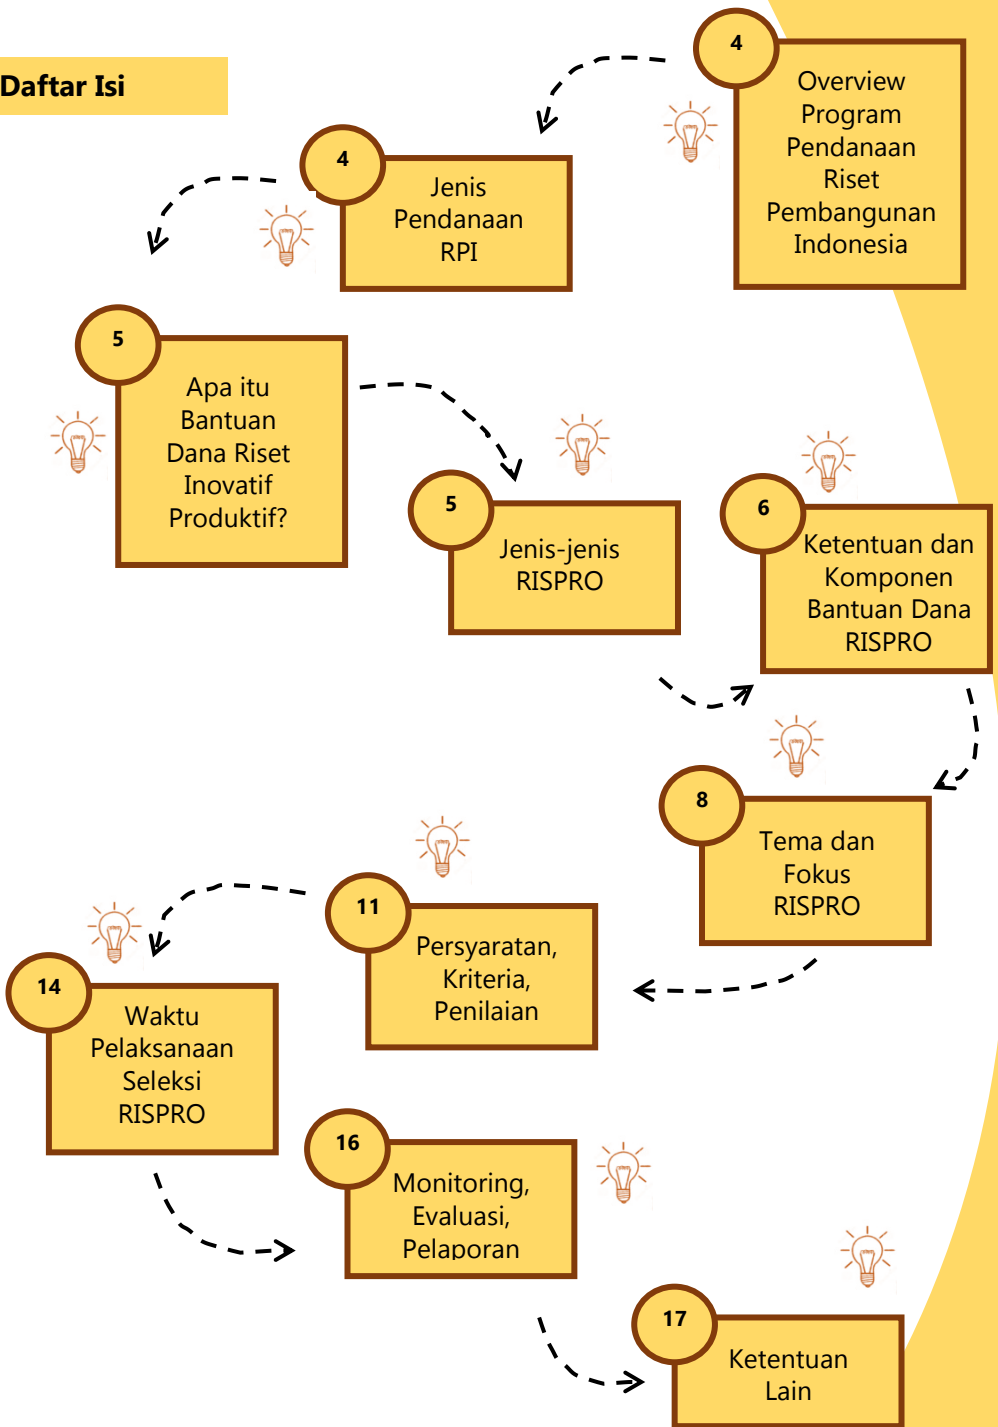 Daftar Isi
4
Overview
Program
Pendanaan
Riset
Pembangunan
Indonesia
4
Jenis
Pendanaan
RPI
5
Apa itu
Bantuan
Dana Riset
Inovatif
Produktif?
5
Jenis-jenis
RISPRO
6
Ketentuan dan
Komponen
Bantuan Dana
RISPRO
8
Tema dan
Fokus
RISPRO
11
Persyaratan,
Kriteria,
Penilaian
14
Waktu
Pelaksanaan
Seleksi
RISPRO
16
Monitoring,
Evaluasi,
Pelaporan
17
Ketentuan
Lain